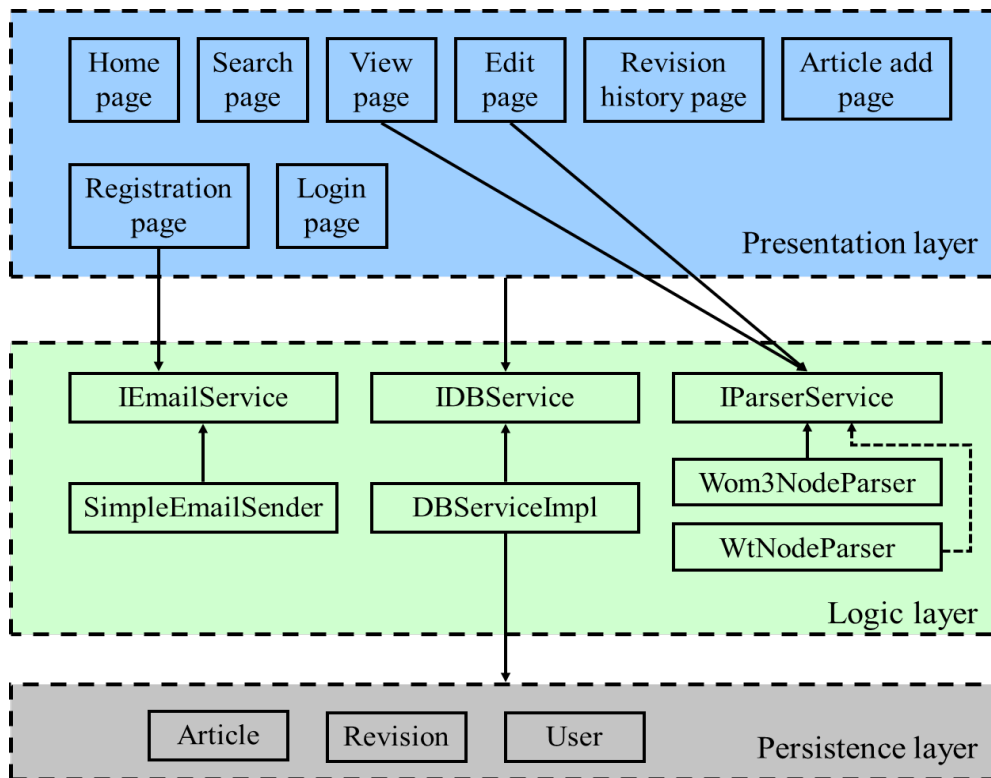 Home
page
Search
page
View
page
Edit
page
Revision
history page
Article add
page
Registration
page
Login
page
Presentation layer
IEmailService
IDBService
IParserService
SimpleEmailSender
DBServiceImpl
Wom3NodeParser
WtNodeParser
Logic layer
Article
Revision
User
Persistence layer